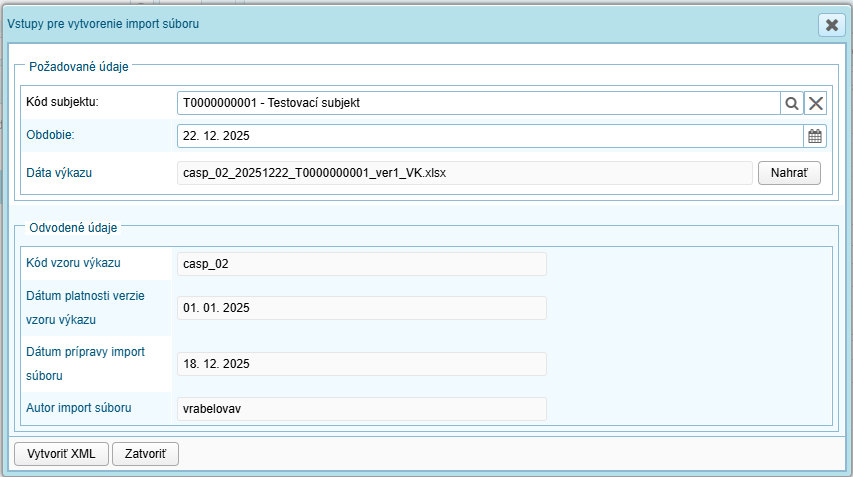 Vstupy pre vytvorenie import súboru
Požadované údaje
Kód subjektu:
T0000000001 - Testovací subjekt
Obdobie:
22. 12. 2025
Dáta výkazu
casp_02_20251222_T0000000001_ver1_VK.xlsx
Nahrať
Odvodené údaje
Kód vzoru výkazu
casp_02
Dátum platnosti verzie
vzoru výkazu
01. 01. 2025
Dátum prípravy import
súboru
18. 12. 2025
Autor import súboru
vrabelovav
Vytvoriť XML
Zatvoriť